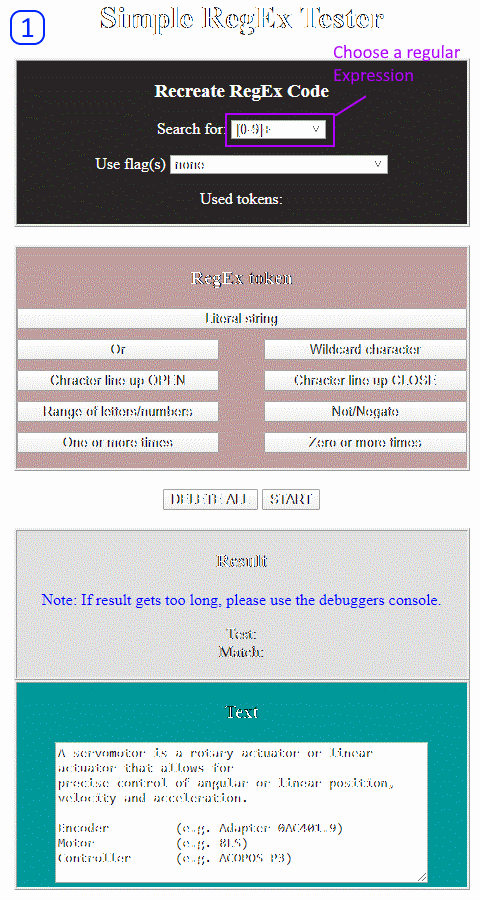 1
Simple RegEx Tester
Choose a regular
Expression
Recreate RegEx Code
Search for: [0-9]+
Use flag(s) none
Used tokens:
RegEx token
Literal string
Or
Wildcard character
Chracter line up OPEN
Chracter line up CLOSE
Range of letters/numbers
Not/Negate
One or more times
Zero or more times
DELETE ALL START
Result
Note: If result gets too long, please use the debuggers console.
Test:
Match:
Text
A servomotor is a rotary actuator or linear
actuator that allows for
precise control of angular or linear position,
velocity and acceleration.
Encoder (e.g. Adapter 0AC401.9)
Motor (e.g. 8LS)
Controller (e.g. ACOPOS P3)